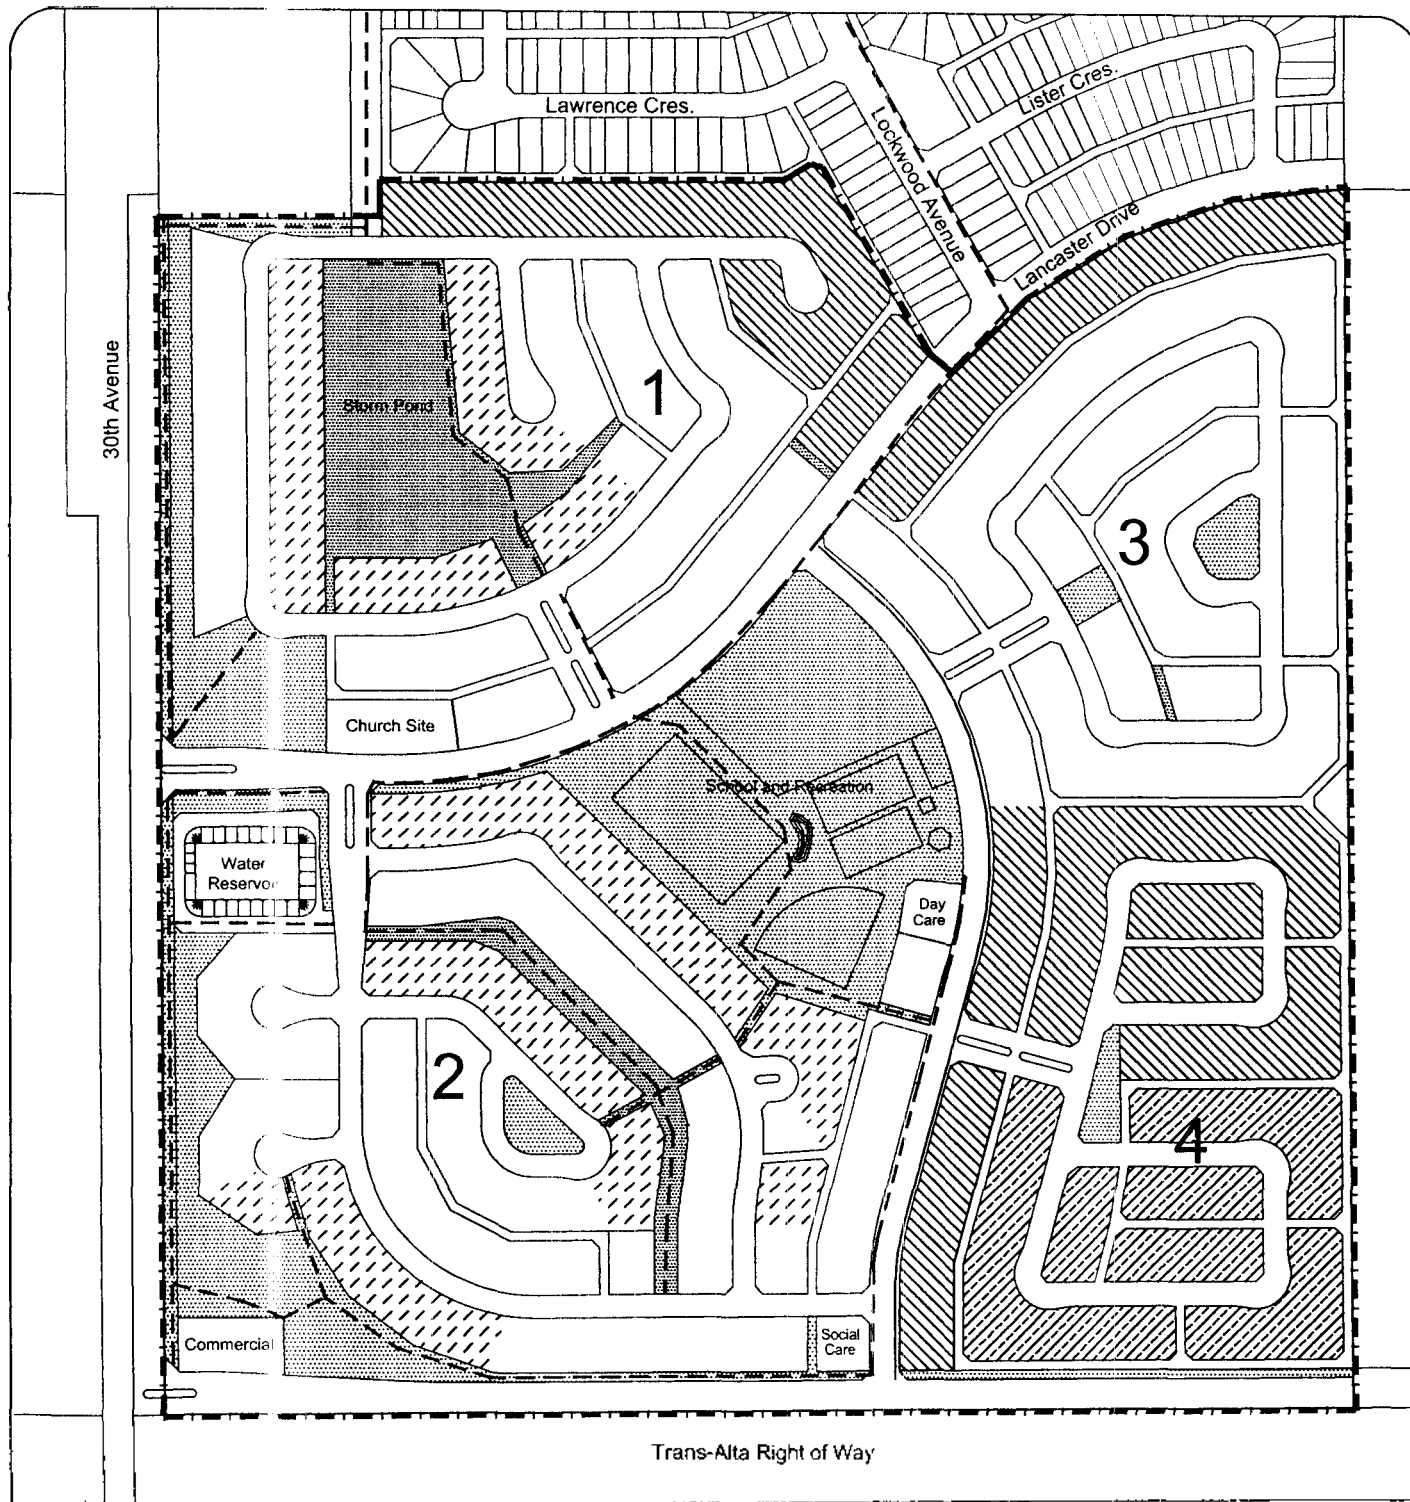 Lawrence Cres.
Lister Cres.
Lockwood Avenue
Lancaster Drive
30th Avenue
1
Storm Pond
3
Church Site
School and Recreation
Water
Reservoir
Day
Care
2
4
Commercial
Social
Care
Trans-Alta Right of Way